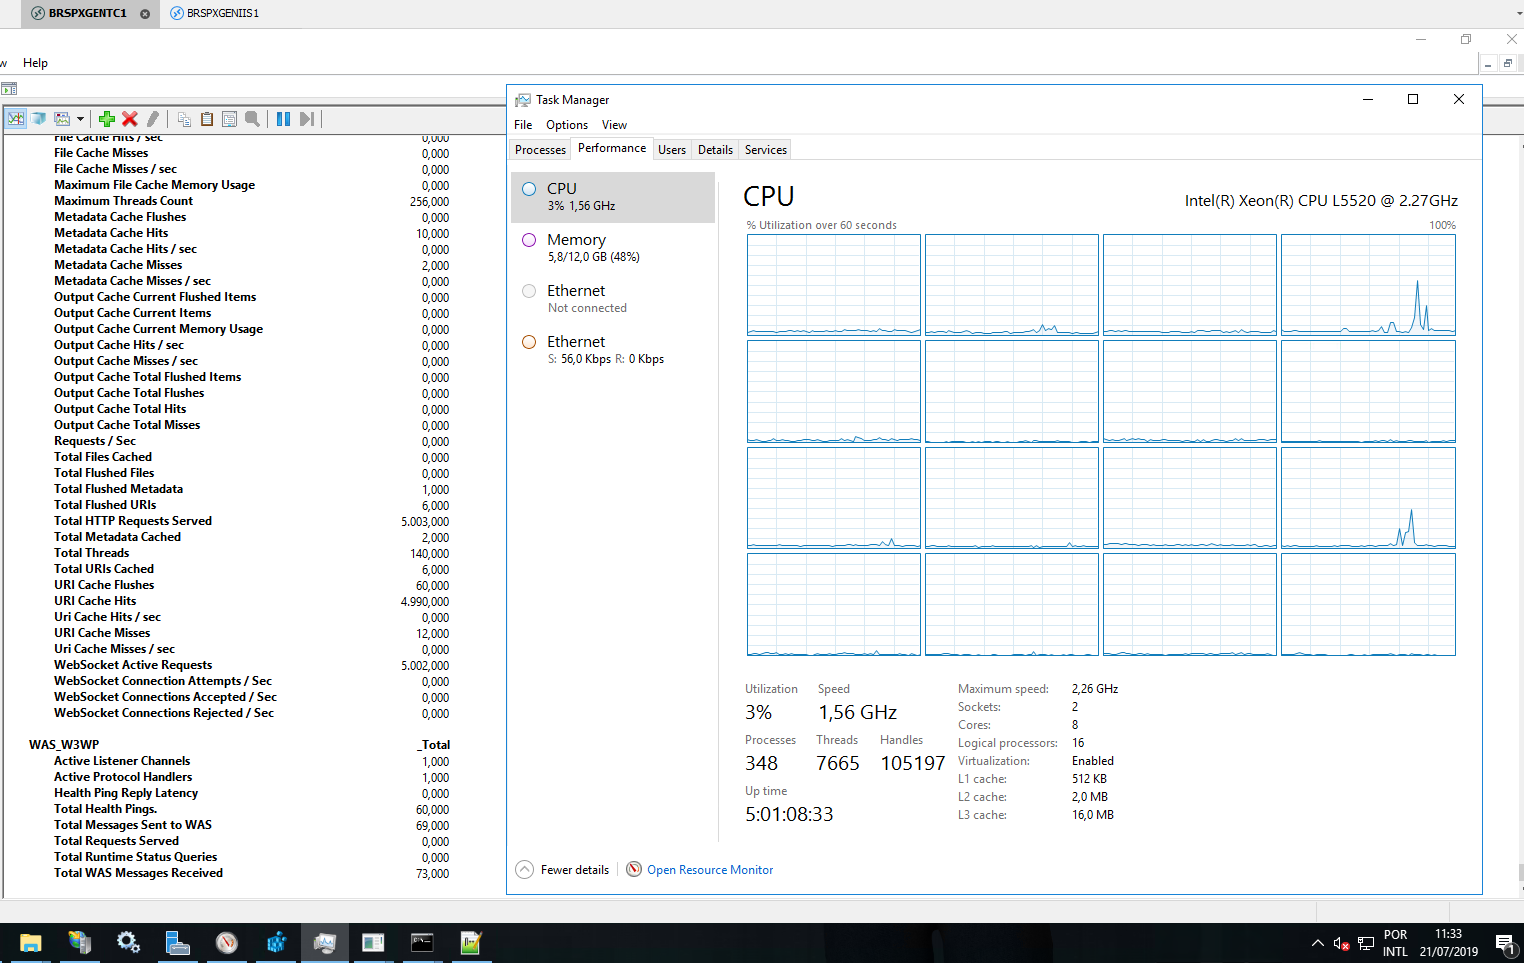 BRSPXGENTC1
BRSPXGENIIS1
w Help
File Cache Hits / sec 0,000
File Cache Misses 0,000
File Cache Misses / sec 0,000
Maximum File Cache Memory Usage 0,000
Maximum Threads Count 256,000
Metadata Cache Flushes 0,000
Metadata Cache Hits 10,000
Metadata Cache Hits / sec 0,000
Metadata Cache Misses 2,000
Metadata Cache Misses / sec 0,000
Output Cache Current Flushed Items 0,000
Output Cache Current Items 0,000
Output Cache Current Memory Usage 0,000
Output Cache Hits / sec 0,000
Output Cache Misses / sec 0,000
Output Cache Total Flushed Items 0,000
Output Cache Total Flushes 0,000
Output Cache Total Hits 0,000
Output Cache Total Misses 0,000
Requests / Sec 0,000
Total Files Cached 0,000
Total Flushed Files 0,000
Total Flushed Metadata 1,000
Total Flushed URIs 6,000
Total HTTP Requests Served 5.003,000
Total Metadata Cached 2,000
Total Threads 140,000
Total URIs Cached 6,000
URI Cache Flushes 60,000
URI Cache Hits 4.990,000
Uri Cache Hits / sec 0,000
URI Cache Misses 12,000
Uri Cache Misses / sec 0,000
WebSocket Active Requests 5.002,000
WebSocket Connection Attempts / Sec 0,000
WebSocket Connections Accepted / Sec 0,000
WebSocket Connections Rejected / Sec 0,000
WAS_W3WP _Total
Active Listener Channels 1,000
Active Protocol Handlers 1,000
Health Ping Reply Latency 0,000
Total Health Pings. 60,000
Total Messages Sent to WAS 69,000
Total Requests Served 0,000
Total Runtime Status Queries 0,000
Total WAS Messages Received 73,000
Task Manager
File Options View
Processes Performance Users Details Services
CPU
3% 1,56 GHz
Memory
5,8/12,0 GB (48%)
Ethernet
Not connected
Ethernet
S: 56,0 Kbps R: 0 Kbps
CPU
Intel(R) Xeon(R) CPU L5520 @ 2.27GHz
% Utilization over 60 seconds 100%
Utilization Speed
3% 1,56 GHz
Processes Threads Handles
348 7665 105197
Up time
5:01:08:33
Maximum speed: 2,26 GHz
Sockets: 2
Cores: 8
Logical processors: 16
Virtualization: Enabled
L1 cache: 512 KB
L2 cache: 2,0 MB
L3 cache: 16,0 MB
Fewer details
Open Resource Monitor
POR
INTL
11:33
21/07/2019
1